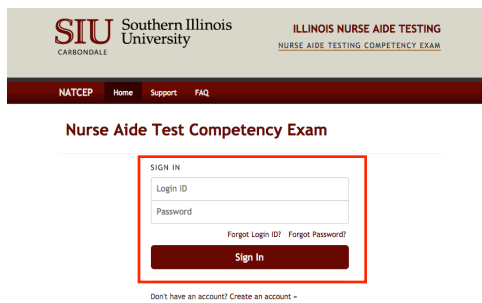 SIU Southern Illinois
University
CARBONDALE
ILLINOIS NURSE AIDE TESTING
NURSE AIDE TESTING COMPETENCY EXAM
NATCEP Home Support FAQ
Nurse Aide Test Competency Exam
SIGN IN
Login ID
Password
Forgot Login ID? Forgot Password?
Sign In
Don't have an account? Create an account »